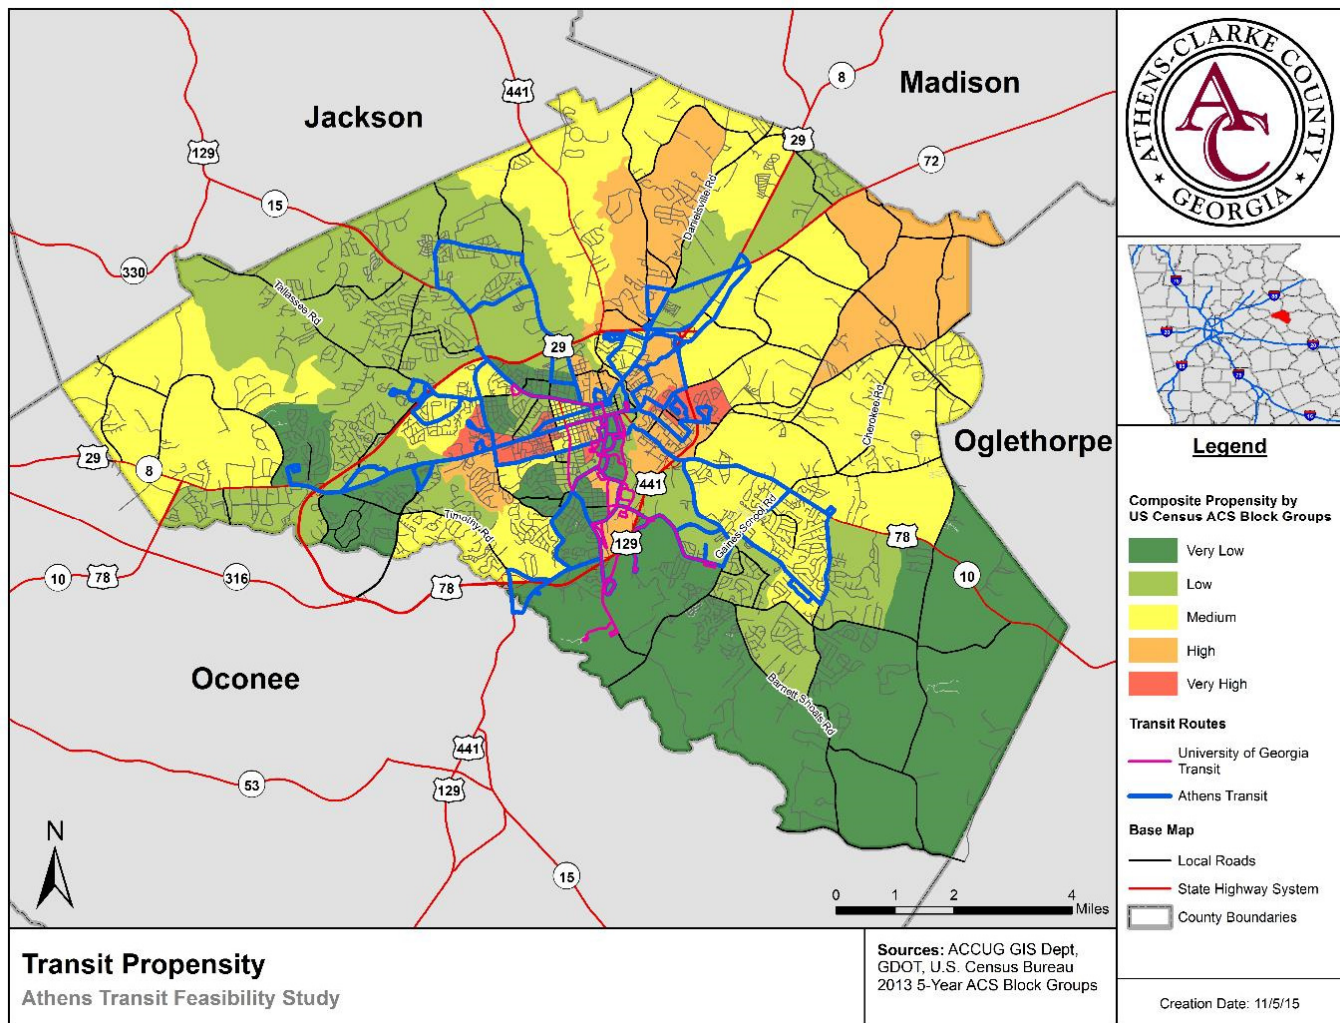 Jackson
Madison
Oglethorpe
Oconee
441
8
29
129
72
15
330
Danielsville Rd
Tallassee Rd
29
Cherokee Rd
29
8
441
Timothy Rd
Gaines School Rd
129
78
10
78
316
78
10
Barnett Shoals Rd
441
53
129
15
N
0 1 2 4
Miles
ATHENS-CLARKE COUNTY
AC
★ GEORGIA ★
Legend
Composite Propensity by
US Census ACS Block Groups
Very Low
Low
Medium
High
Very High
Transit Routes
University of Georgia
Transit
Athens Transit
Base Map
Local Roads
State Highway System
County Boundaries
Transit Propensity
Athens Transit Feasibility Study
Sources: ACCUG GIS Dept,
GDOT, U.S. Census Bureau
2013 5-Year ACS Block Groups
Creation Date: 11/5/15